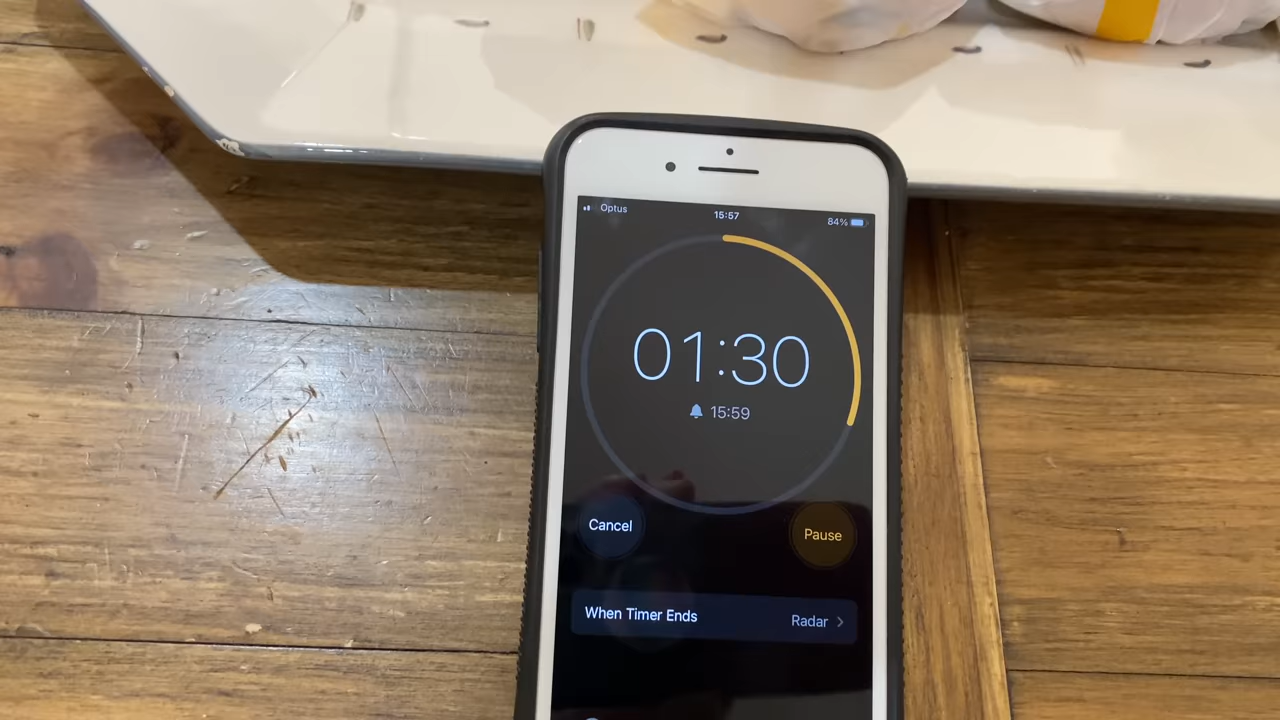 Optus 15:57 84%
01:30
15:59
Cancel Pause
When Timer Ends Radar